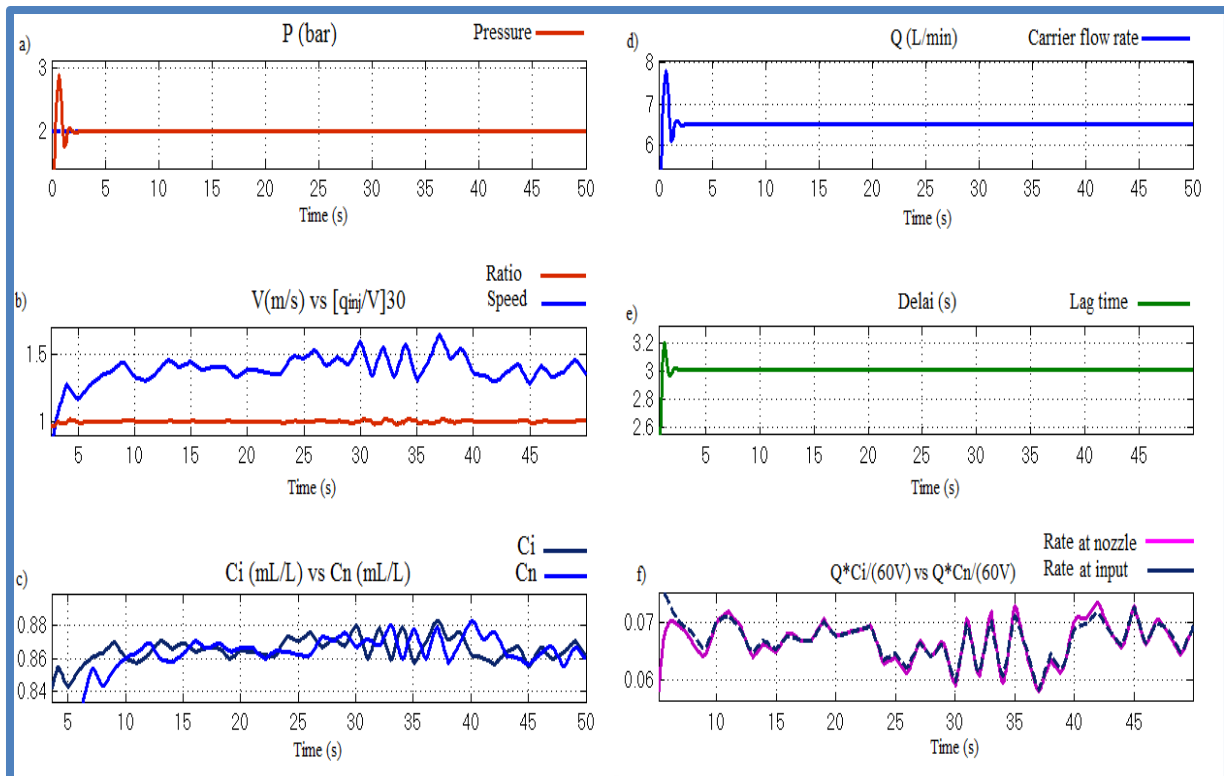 a)
P (bar)
Pressure
3
2
0 5 10 15 20 25 30 35 40 45 50
Time (s)
d)
Q (L/min)
Carrier flow rate
8
7
6
0 5 10 15 20 25 30 35 40 45 50
Time (s)
b)
Ratio
Speed
V(m/s) vs [qinj/V]30
1.5
1
5 10 15 20 25 30 35 40 45 50
Time (s)
e)
Delai (s)
Lag time
3.2
3
2.8
2.6
5 10 15 20 25 30 35 40 45
Time (s)
c)
Ci
Cn
Ci (mL/L) vs Cn (mL/L)
0.88
0.86
0.84
5 10 15 20 25 30 35 40 45 50
Time (s)
f)
Rate at nozzle
Rate at input
Q*Ci/(60V) vs Q*Cn/(60V)
0.07
0.06
10 15 20 25 30 35 40 45
Time (s)